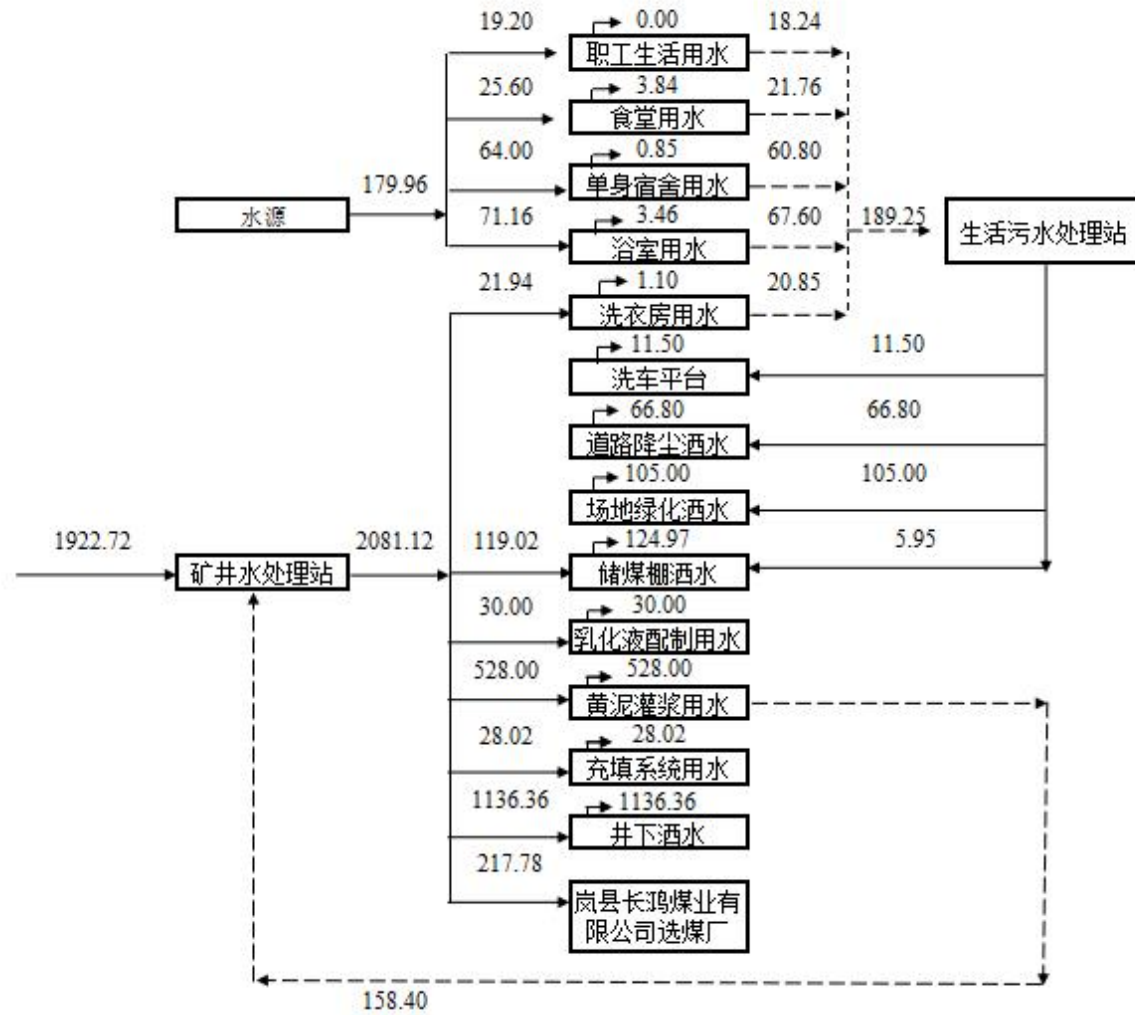 19.20
0.00
18.24
职工生活用水
25.60
3.84
21.76
食堂用水
64.00
0.85
60.80
179.96
单身宿舍用水
水源
71.16
3.46
67.60
189.25
浴室用水
生活污水处理站
21.94
1.10
20.85
洗衣房用水
11.50
11.50
洗车平台
66.80
66.80
道路降尘洒水
105.00
105.00
场地绿化洒水
1922.72
2081.12
119.02
124.97
5.95
矿井水处理站
储煤棚洒水
30.00
30.00
乳化液配制用水
528.00
528.00
黄泥灌浆用水
28.02
28.02
充填系统用水
1136.36
1136.36
井下洒水
217.78
岚县长鸿煤业有
限公司选煤厂
158.40